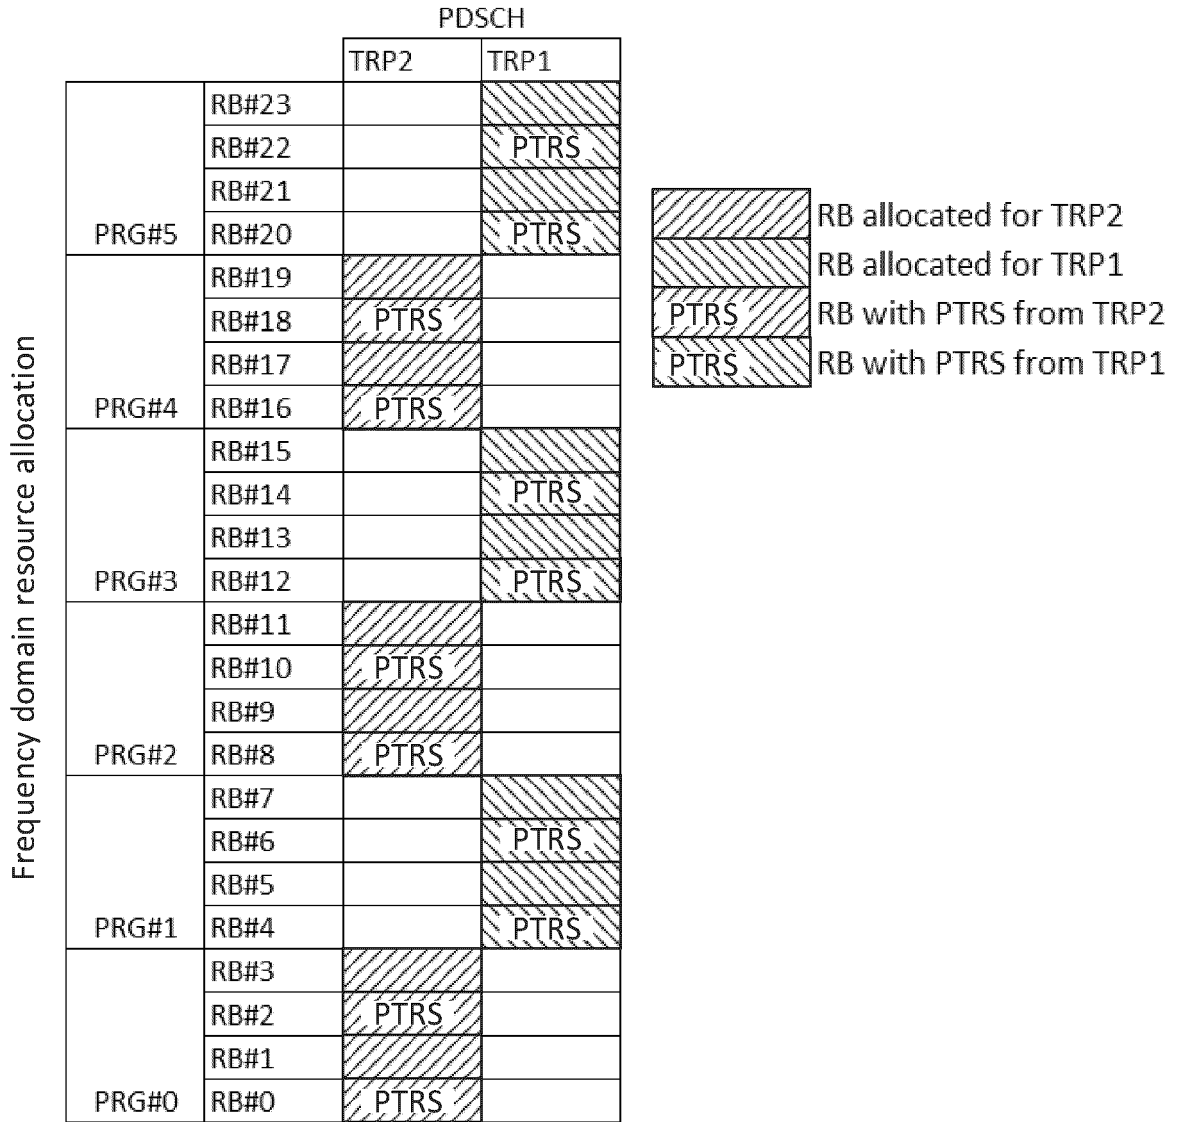 PDSCH
TRP2 TRP1
RB#23
RB#22 PTRS
RB#21
PRG#5 RB#20 PTRS
RB#19
RB#18 PTRS
RB#17
PRG#4 RB#16 PTRS
RB#15
RB#14 PTRS
RB#13
PRG#3 RB#12 PTRS
RB#11
RB#10 PTRS
RB#9
PRG#2 RB#8 PTRS
RB#7
RB#6 PTRS
RB#5
PRG#1 RB#4 PTRS
RB#3
RB#2 PTRS
RB#1
PRG#0 RB#0 PTRS
Frequency domain resource allocation
RB allocated for TRP2
RB allocated for TRP1
PTRS RB with PTRS from TRP2
PTRS RB with PTRS from TRP1